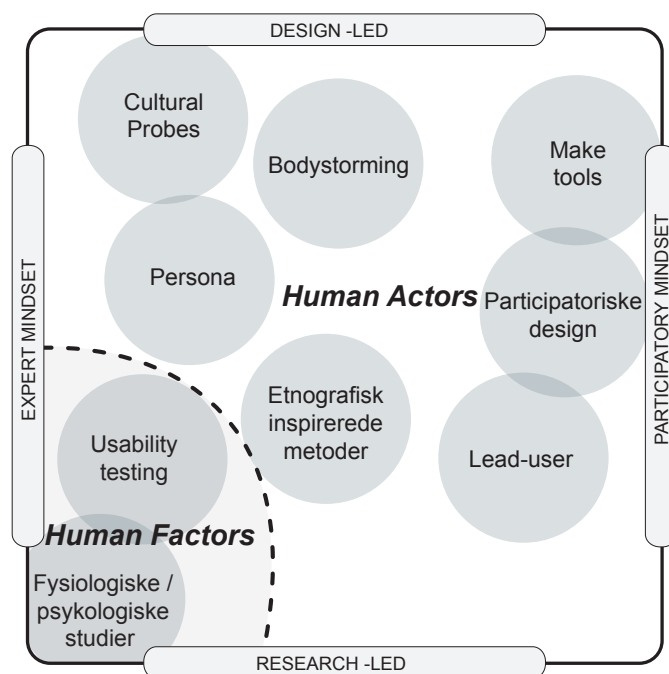 DESIGN -LED
Cultural
Probes
Bodystorming
Make
tools
EXPERT MINDSET
PARTICIPATORY MINDSET
Persona
Human Actors
Participatoriske
design
Usability
testing
Etnografisk
inspirerede
metoder
Lead-user
Human Factors
Fysiologiske /
psykologiske
studier
RESEARCH -LED